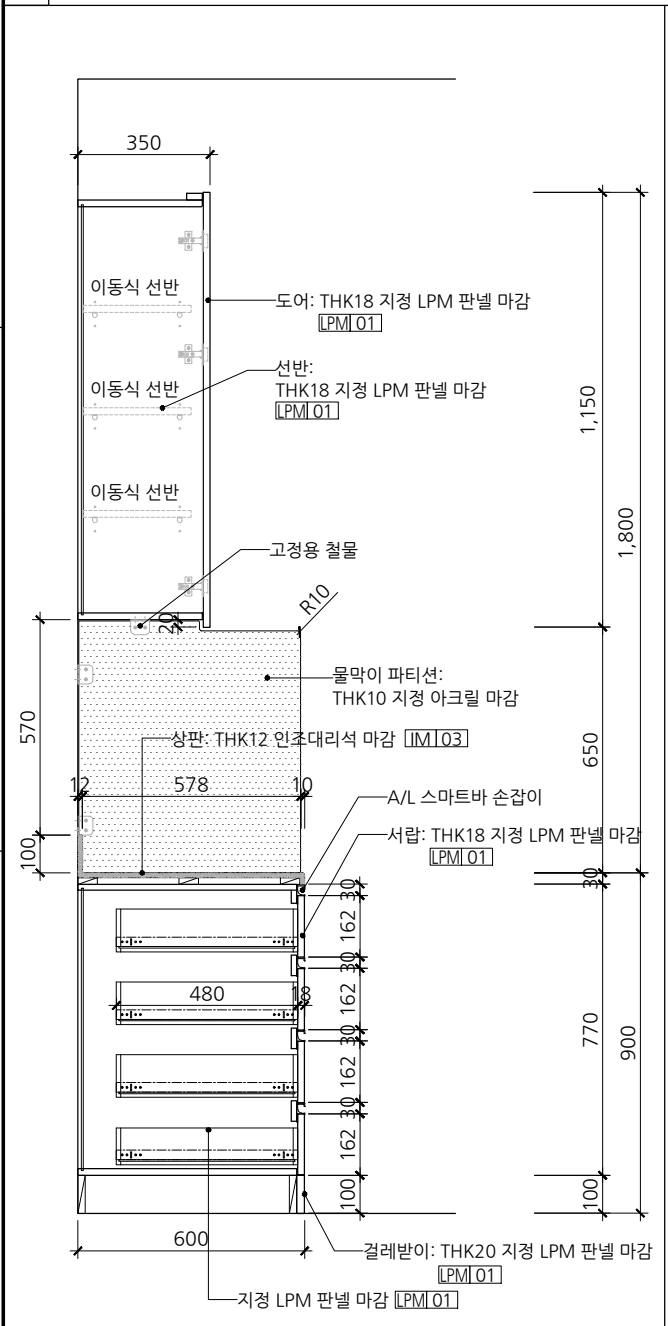 350
이동식 선반
도어: THK18 지정 LPM 판넬 마감
LPM 01
선반:
THK18 지정 LPM 판넬 마감
LPM 01
이동식 선반
이동식 선반
1,150
1,800
고정용 철물
20
R10
물막이 파티션:
THK10 지정 아크릴 마감
570
상판: THK12 인조대리석 마감 IM 03
650
12
578
10
A/L 스마트바 손잡이
서랍: THK18 지정 LPM 판넬 마감
LPM 01
100
30
30
162
30
480
18
162
30
162
30
162
770
900
100
100
600
걸레받이: THK20 지정 LPM 판넬 마감
LPM 01
지정 LPM 판넬 마감 LPM 01